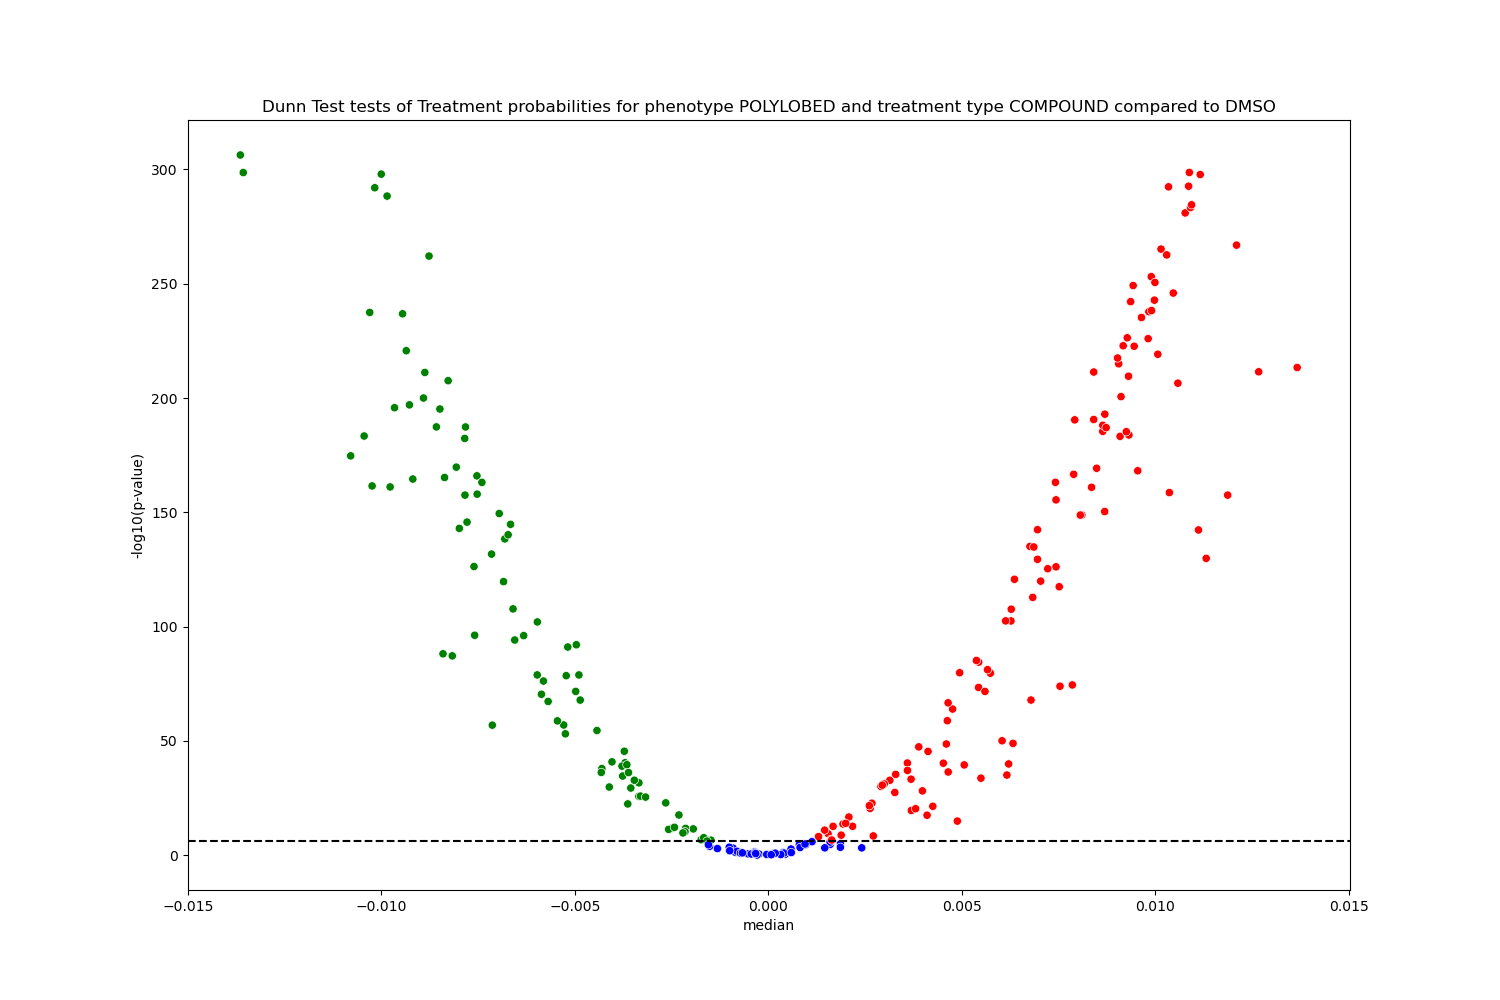 Dunn Test tests of Treatment probabilities for phenotype POLYLOBED and treatment type COMPOUND compared to DMSO
300
250
200
150
100
50
0
-log10(p-value)
−0.015 −0.010 −0.005 0.000 0.005 0.010 0.015
median